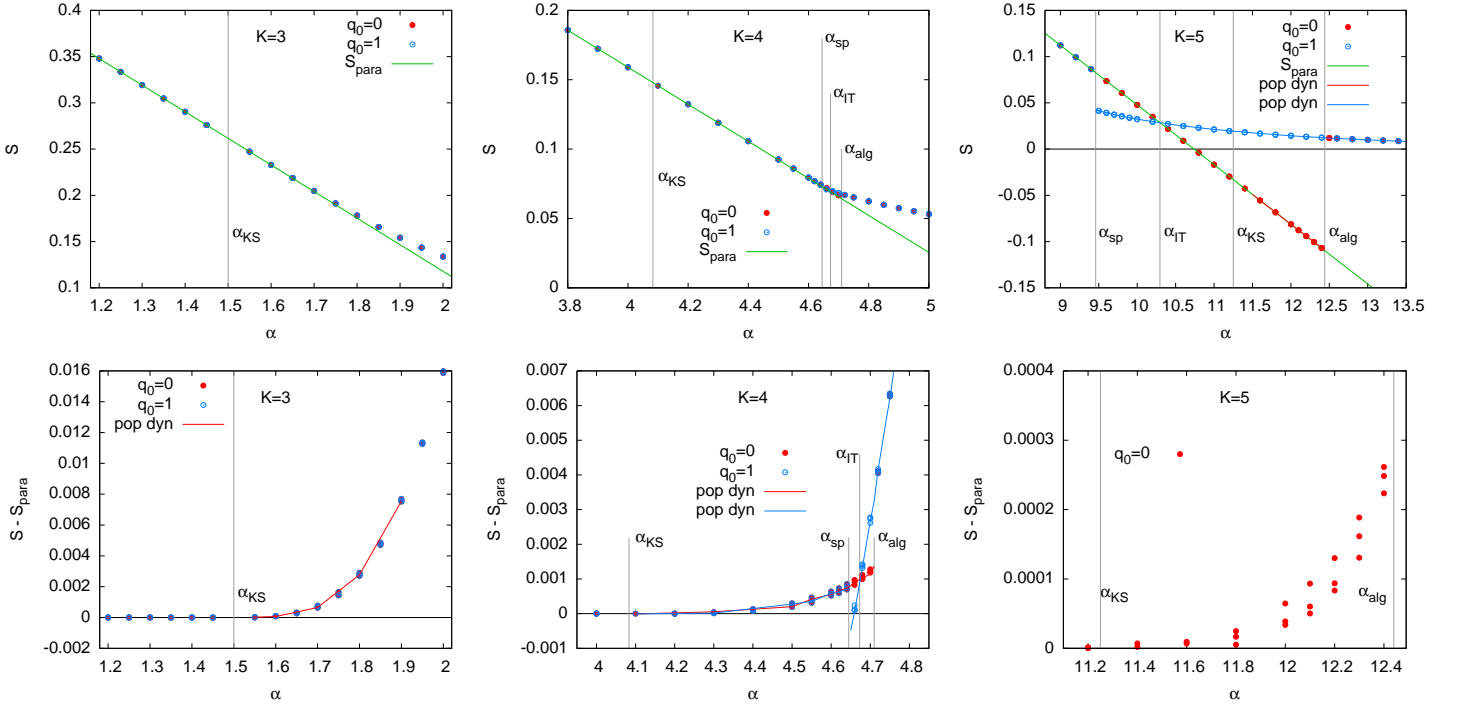 K=3
q0=0
q0=1
Spara
αKS
S
0.4
0.35
0.3
0.25
0.2
0.15
0.1
1.2 1.3 1.4 1.5 1.6 1.7 1.8 1.9 2
α
K=4
αsp
αIT
αalg
αKS
q0=0
q0=1
Spara
S
0.2
0.15
0.1
0.05
0
3.8 4 4.2 4.4 4.6 4.8 5
α
K=5
q0=0
q0=1
Spara
pop dyn
pop dyn
αsp αIT αKS αalg
S
0.15
0.1
0.05
0
-0.05
-0.1
-0.15
9 9.5 10 10.5 11 11.5 12 12.5 13 13.5
α
q0=0
q0=1
pop dyn
K=3
αKS
S - Spara
0.016
0.014
0.012
0.01
0.008
0.006
0.004
0.002
0
-0.002
1.2 1.3 1.4 1.5 1.6 1.7 1.8 1.9 2
α
K=4
q0=0
q0=1
pop dyn
pop dyn
αIT
αKS αsp αalg
S - Spara
0.007
0.006
0.005
0.004
0.003
0.002
0.001
0.000
-0.001
4 4.1 4.2 4.3 4.4 4.5 4.6 4.7 4.8
α
K=5
q0=0
αKS αalg
S - Spara
0.0004
0.0003
0.0002
0.0001
0
11.2 11.4 11.6 11.8 12 12.2 12.4
α